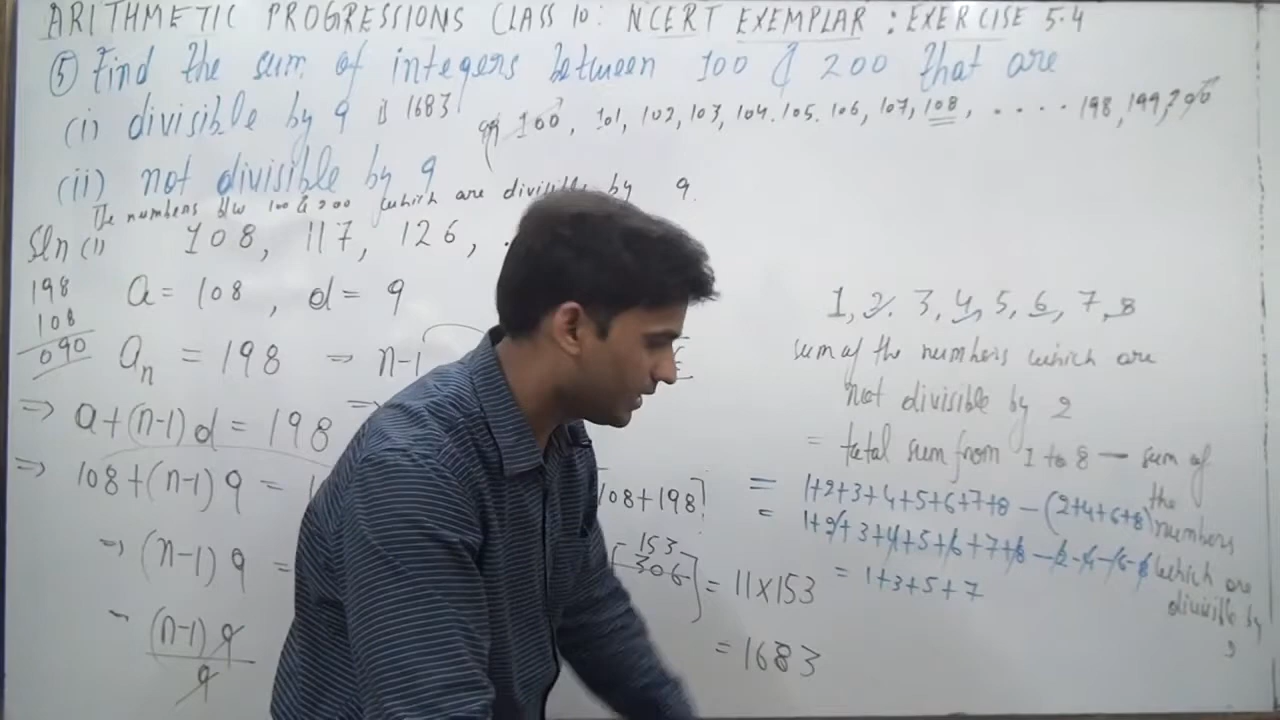 ARITHMETIC PROGRESSIONS CLASS 10: NCERT EXEMPLAR : EXERCISE 5.4
⑤ Find the sum of integers between 100 & 200 that are
(i) divisible by 9 is 1683
100, 101, 102, 103, 104, 105, 106, 107, 108, ..... 198, 199, 200
(ii) not divisible by 9
The numbers b/w 100 & 200 which are divisible by 9.
Sln (i) 108, 117, 126, .
198
108
090
a = 108, d = 9
an = 198 ⇒ n-1
⇒ a+(n-1)d = 198 ⇒
⇒ 108+(n-1)9 =
⇒ (n-1)9 =
(n-1)9
9
108+198]
153
306] = 11×153
= 1683
1, 2, 3, 4, 5, 6, 7, 8
sum of the numbers which are
not divisible by 2
= total sum from 1 to 8 — sum of
the
numbers
which are
divisible by
= 1+2+3+4+5+6+7+8 - (2+4+6+8)
= 1+2+3+4+5+6+7+8-2-4-6-8
= 1+3+5+7